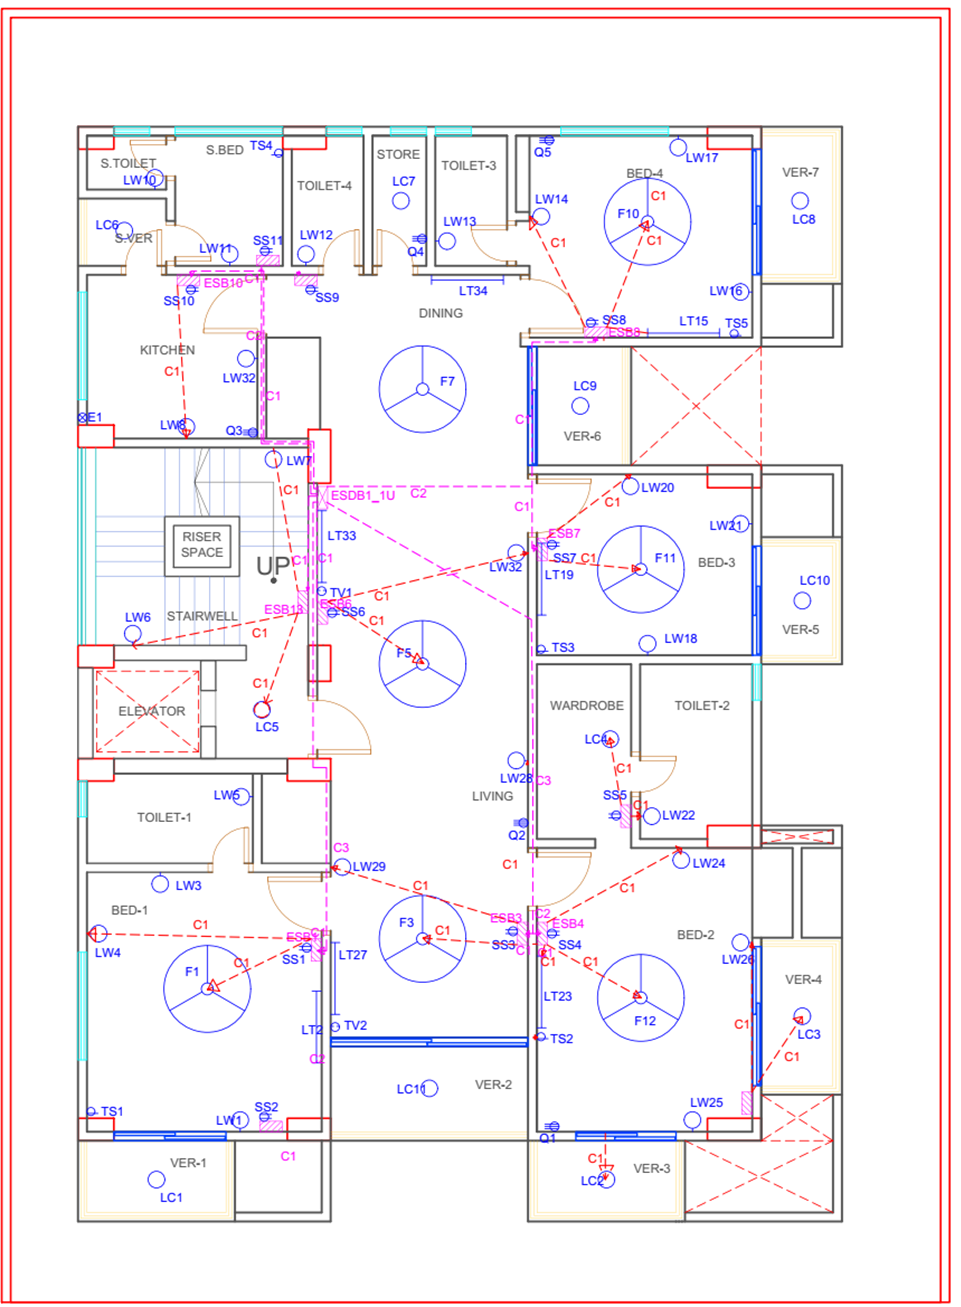 S.BED
TS4
Q5
LW17
S.TOILET
STORE
TOILET-3
BED-4
VER-7
LW10
TOILET-4
LC7
C1
LC8
LC6
S.VER
LW14
F10
LW11
SS11
LW12
LW13
Q4
C1
C1
ESB10
SS10
SS9
LT34
LW16
DINING
SS8
ESB8
LT15
TS5
C2
KITCHEN
C1
LW32
F7
LC9
C1
C1
E1
LW8
Q3
VER-6
LW7
C1
ESDB1_1U
C2
LW20
C1
C1
LW21
RISER
SPACE
LT33
ESB7
SS7
C1
F11
BED-3
UP
C1
C1
LW32
LT19
LC10
TV1
C1
ESB13
ESB6
SS6
STAIRWELL
LW6
C1
C1
VER-5
LW18
TS3
F5
C1
ELEVATOR
LC5
WARDROBE
TOILET-2
LC4
C1
LW28
C3
LW5
LIVING
SS5
C1
LW22
TOILET-1
Q2
C3
LW29
C1
LW24
LW3
C1
C1
BED-1
C1
F3
ESB3
C2
ESB4
LW4
C1
SS3
SS4
BED-2
LW26
SS1
C1
F1
LT27
C1
C1
VER-4
LT23
F12
C1
LC3
LT2
TV2
TS2
C2
C1
LC11
VER-2
TS1
SS2
LW1
LW25
Q1
C1
VER-1
C1
VER-3
LC1
LC2